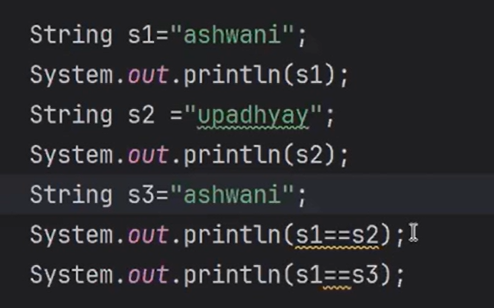 String s1="ashwani";
System.out.println(s1);
String s2 ="upadhyay";
System.out.println(s2);
String s3="ashwani";
System.out.println(s1==s2);
System.out.println(s1==s3);